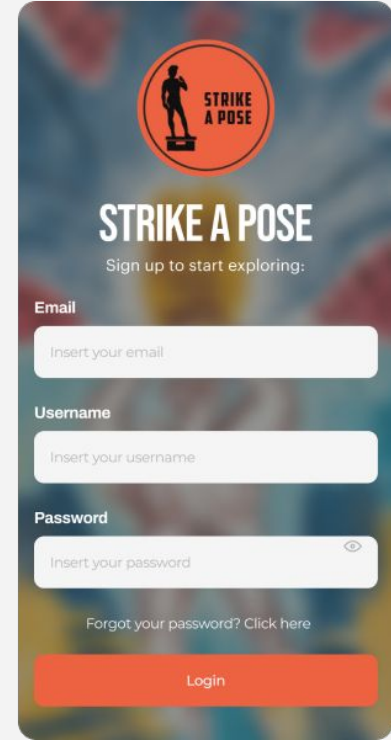 STRIKE
A POSE
STRIKE A POSE
Sign up to start exploring:
Email
Insert your email
Username
Insert your username
Password
Insert your password
Forgot your password? Click here
Login